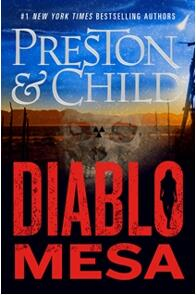 #1 NEW YORK TIMES BESTSELLING AUTHORS
PRESTON
& CHILD
DIABLO
MESA